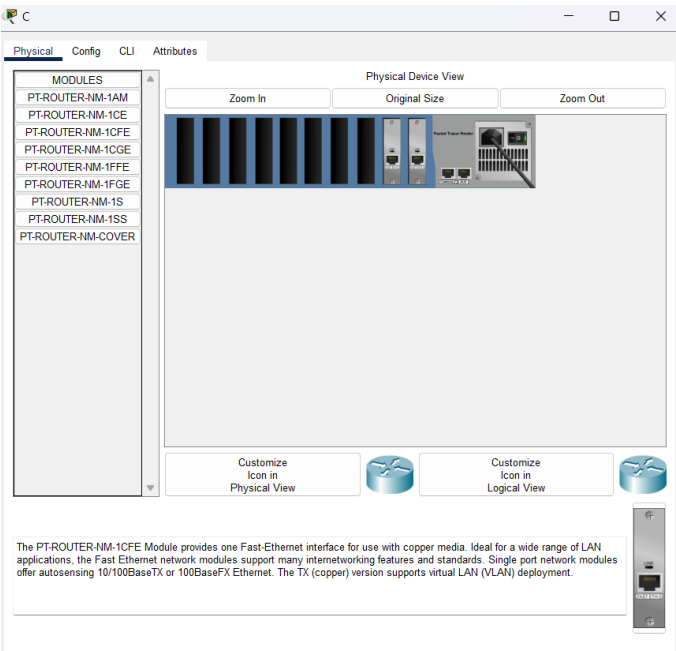 C
Physical Config CLI Attributes
MODULES
PT-ROUTER-NM-1AM
PT-ROUTER-NM-1CE
PT-ROUTER-NM-1CFE
PT-ROUTER-NM-1CGE
PT-ROUTER-NM-1FFE
PT-ROUTER-NM-1FGE
PT-ROUTER-NM-1S
PT-ROUTER-NM-1SS
PT-ROUTER-NM-COVER
Physical Device View
Zoom In Original Size Zoom Out
Packet Tracer Router
Customize
Icon in
Physical View
Customize
Icon in
Logical View
The PT-ROUTER-NM-1CFE Module provides one Fast-Ethernet interface for use with copper media. Ideal for a wide range of LAN
applications, the Fast Ethernet network modules support many internetworking features and standards. Single port network modules
offer autosensing 10/100BaseTX or 100BaseFX Ethernet. The TX (copper) version supports virtual LAN (VLAN) deployment.